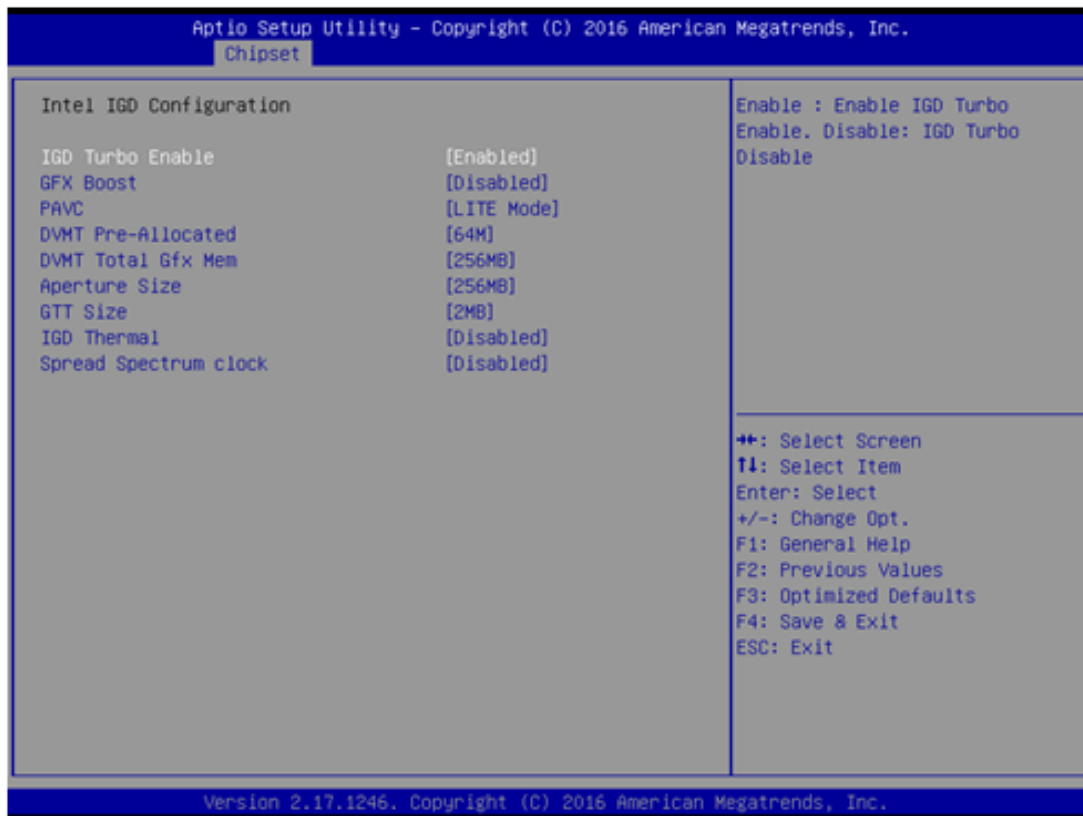 Aptio Setup Utility - Copyright (C) 2016 American Megatrends, Inc.
Chipset
Intel IGD Configuration
IGD Turbo Enable [Enabled]
GFX Boost [Disabled]
PAVC [LITE Mode]
DVMT Pre-Allocated [64M]
DVMT Total Gfx Mem [256MB]
Aperture Size [256MB]
GTT Size [2MB]
IGD Thermal [Disabled]
Spread Spectrum clock [Disabled]
Enable : Enable IGD Turbo
Enable. Disable: IGD Turbo
Disable
→←: Select Screen
↑↓: Select Item
Enter: Select
+/-: Change Opt.
F1: General Help
F2: Previous Values
F3: Optimized Defaults
F4: Save & Exit
ESC: Exit
Version 2.17.1246. Copyright (C) 2016 American Megatrends, Inc.